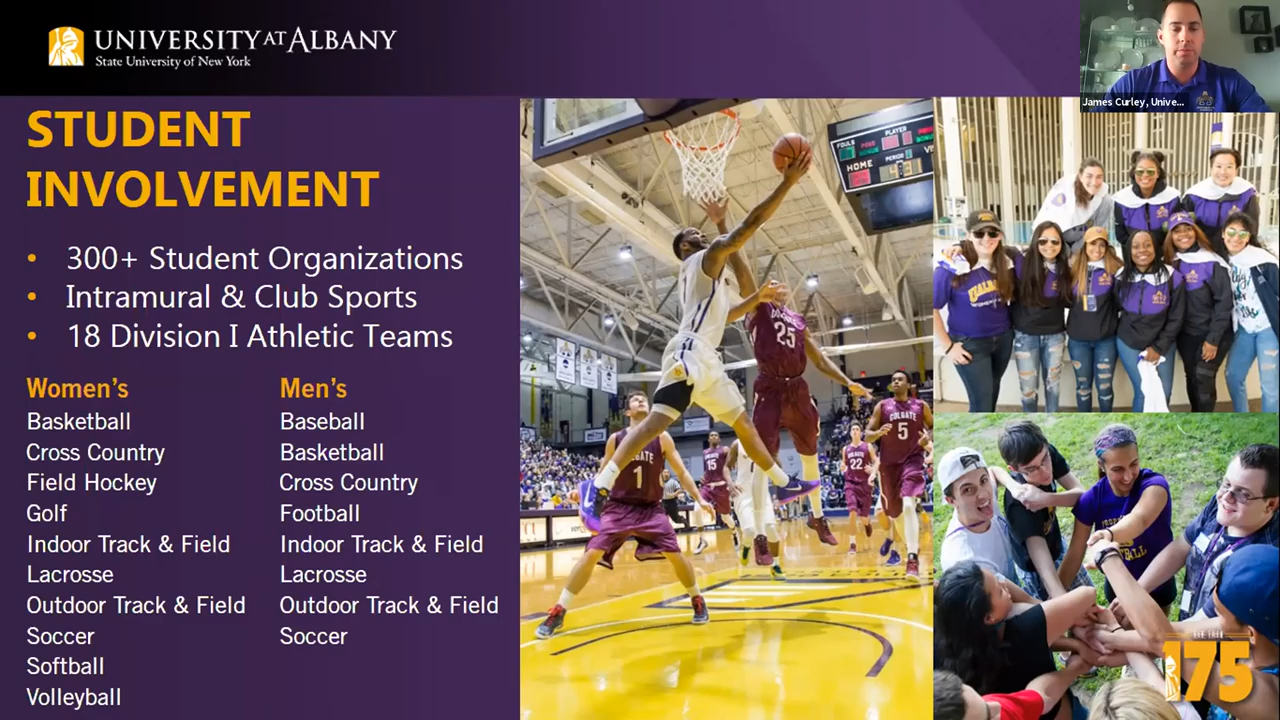 UNIVERSITY AT ALBANY
State University of New York
James Curley, Unive...
STUDENT
INVOLVEMENT
• 300+ Student Organizations
• Intramural & Club Sports
• 18 Division I Athletic Teams
Women's
Basketball
Cross Country
Field Hockey
Golf
Indoor Track & Field
Lacrosse
Outdoor Track & Field
Soccer
Softball
Volleyball
Men's
Baseball
Basketball
Cross Country
Football
Indoor Track & Field
Lacrosse
Outdoor Track & Field
Soccer
FOULS
PLAYER
HOME
PERIOD
25
1
15
22
COLGATE
5
175